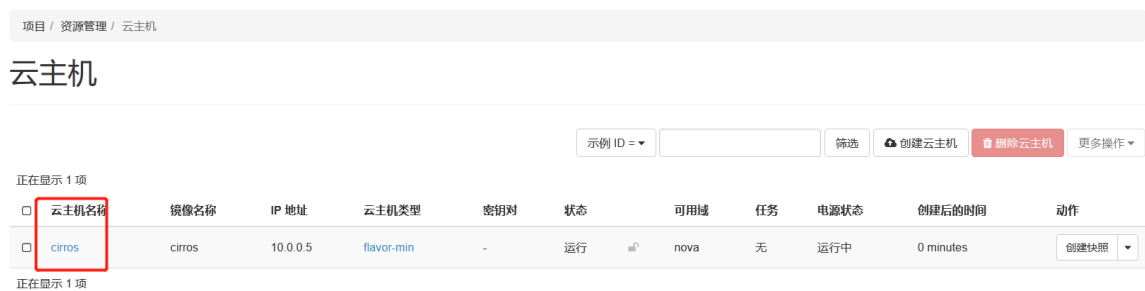 项目 / 资源管理 / 云主机
云主机
示例 ID = 筛选 创建云主机 删除云主机 更多操作
正在显示 1 项
云主机名称 镜像名称 IP 地址 云主机类型 密钥对 状态 可用域 任务 电源状态 创建后的时间 动作
cirros cirros 10.0.0.5 flavor-min - 运行 nova 无 运行中 0 minutes 创建快照
正在显示 1 项